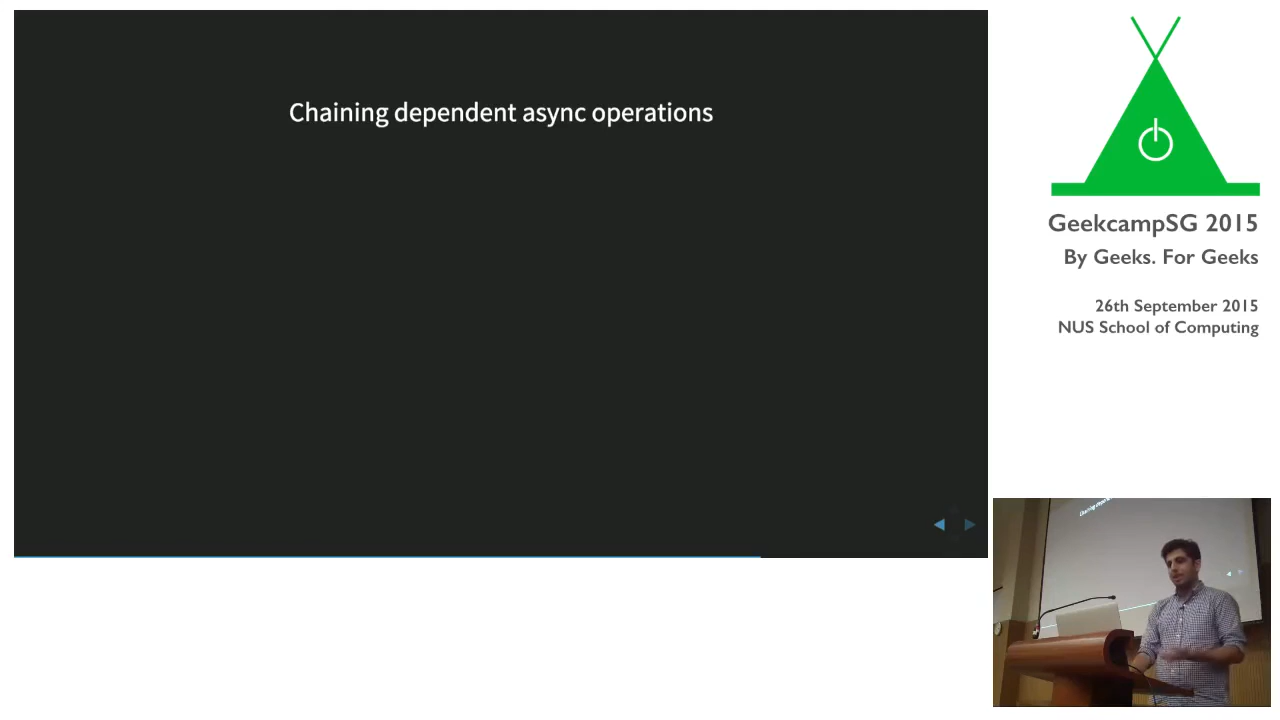 Chaining dependent async operations
GeekcampSG 2015
By Geeks. For Geeks
26th September 2015
NUS School of Computing